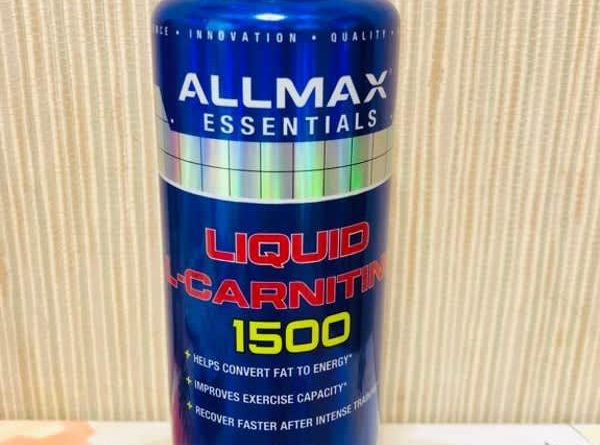 • INNOVATION • QUALITY •
ALLMAX
ESSENTIALS
LIQUID
L-CARNITIN
1500
+ HELPS CONVERT FAT TO ENERGY*
+ IMPROVES EXERCISE CAPACITY*
+ RECOVER FASTER AFTER INTENSE